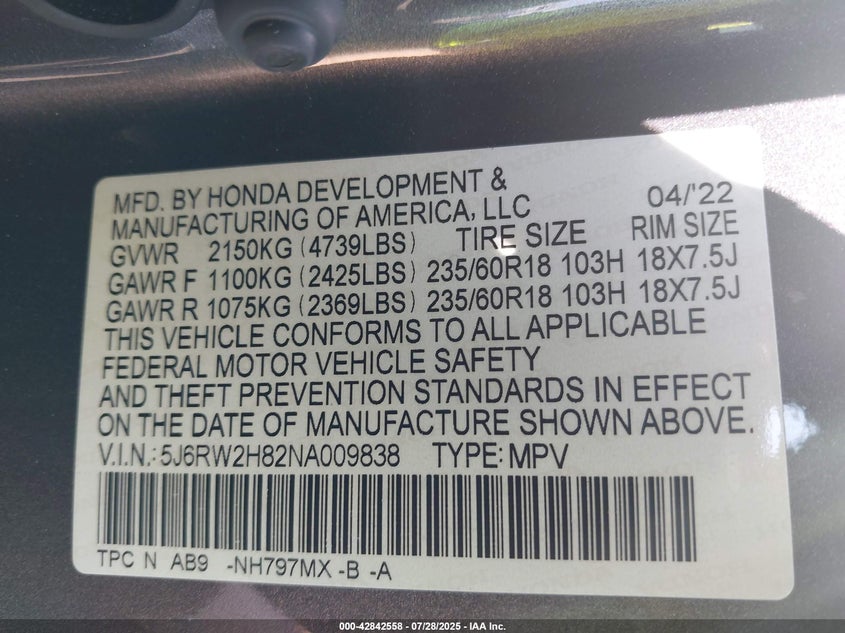 MFD. BY HONDA DEVELOPMENT & MANUFACTURING OF AMERICA, LLC 04/'22
GVWR 2150KG (4739LBS) TIRE SIZE RIM SIZE
GAWR F 1100KG (2425LBS) 235/60R18 103H 18X7.5J
GAWR R 1075KG (2369LBS) 235/60R18 103H 18X7.5J
THIS VEHICLE CONFORMS TO ALL APPLICABLE
FEDERAL MOTOR VEHICLE SAFETY
AND THEFT PREVENTION STANDARDS IN EFFECT
ON THE DATE OF MANUFACTURE SHOWN ABOVE.
V.I.N.: 5J6RW2H82NA009838 TYPE: MPV
TPC N AB9 -NH797MX -B -A
000-42842558 - 07/28/2025 - IAA Inc.